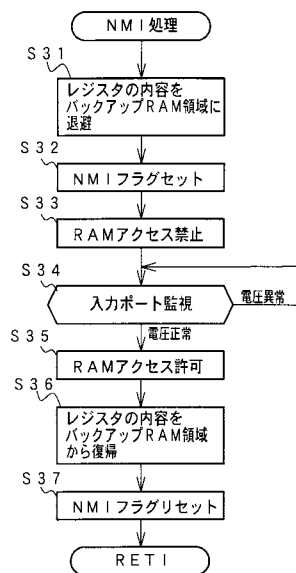 NMI処理
S31
レジスタの内容を
バックアップRAM領域に
退避
S32
NMIフラグセット
S33
RAMアクセス禁止
S34
入力ポート監視
電圧異常
電圧正常
S35
RAMアクセス許可
S36
レジスタの内容を
バックアップRAM領域
から復帰
S37
NMIフラグリセット
RETI